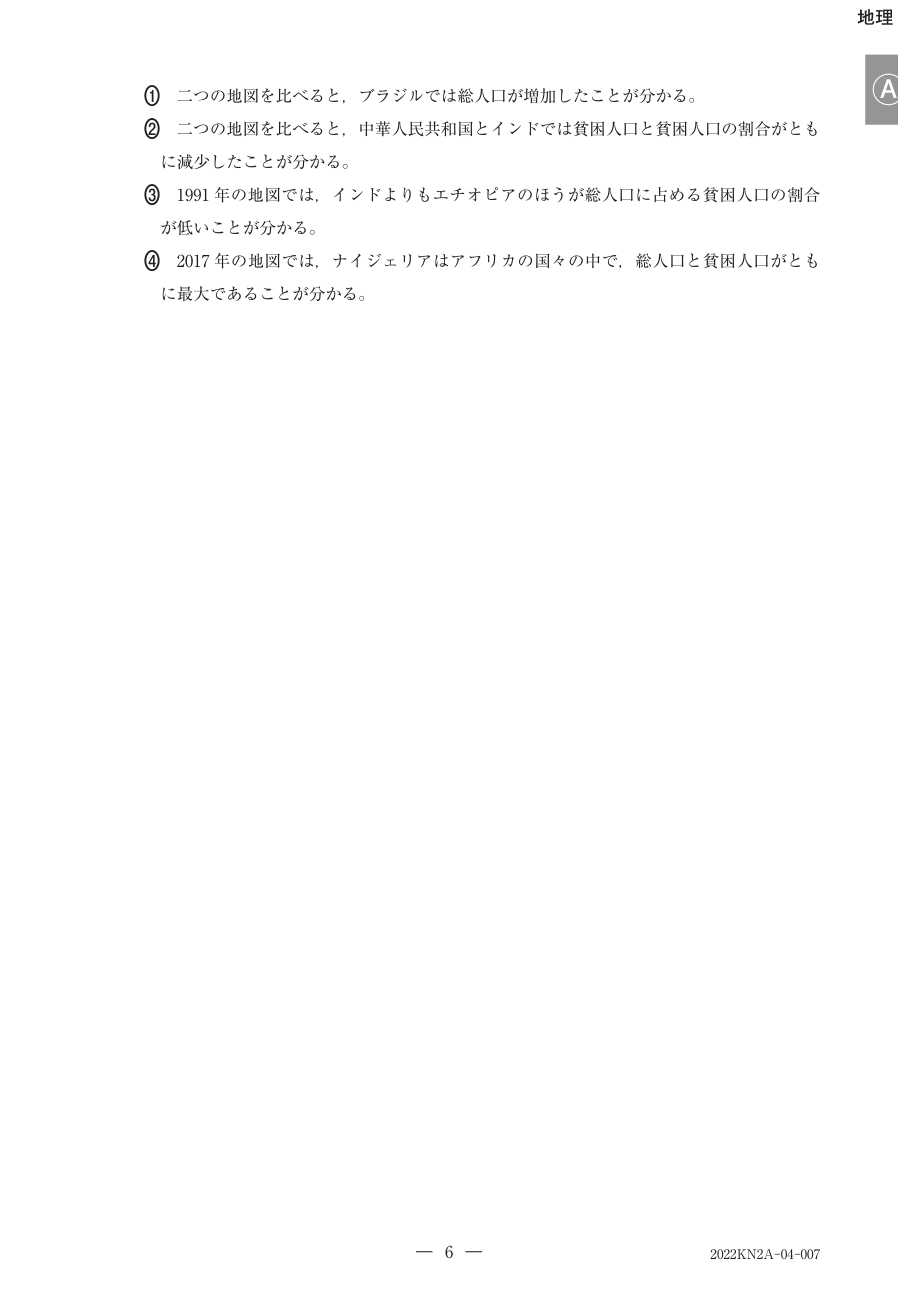 地理
Ⓐ
① 二つの地図を比べると，ブラジルでは総人口が増加したことが分かる。
② 二つの地図を比べると，中華人民共和国とインドでは貧困人口と貧困人口の割合がとも
に減少したことが分かる。
③ 1991 年の地図では，インドよりもエチオピアのほうが総人口に占める貧困人口の割合
が低いことが分かる。
④ 2017 年の地図では，ナイジェリアはアフリカの国々の中で，総人口と貧困人口がとも
に最大であることが分かる。
— 6 —
2022KN2A-04-007